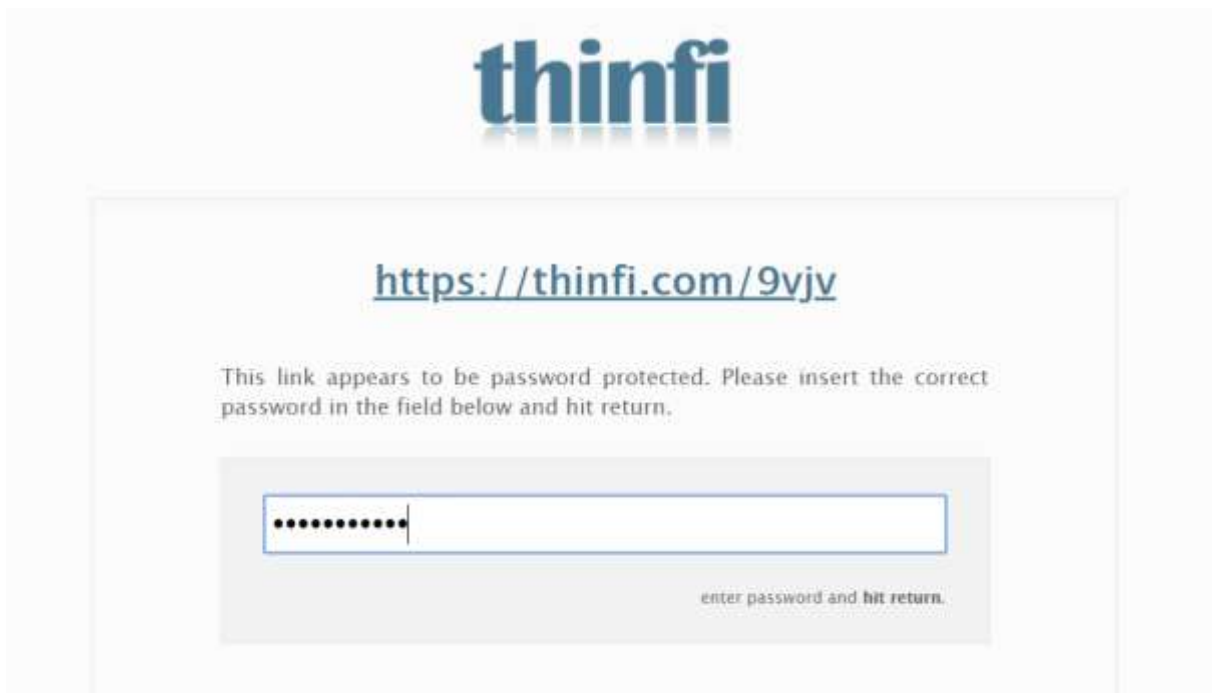 thinfi
https://thinfi.com/9vjv
This link appears to be password protected. Please insert the correct
password in the field below and hit return.
•••••••••••
enter password and hit return.